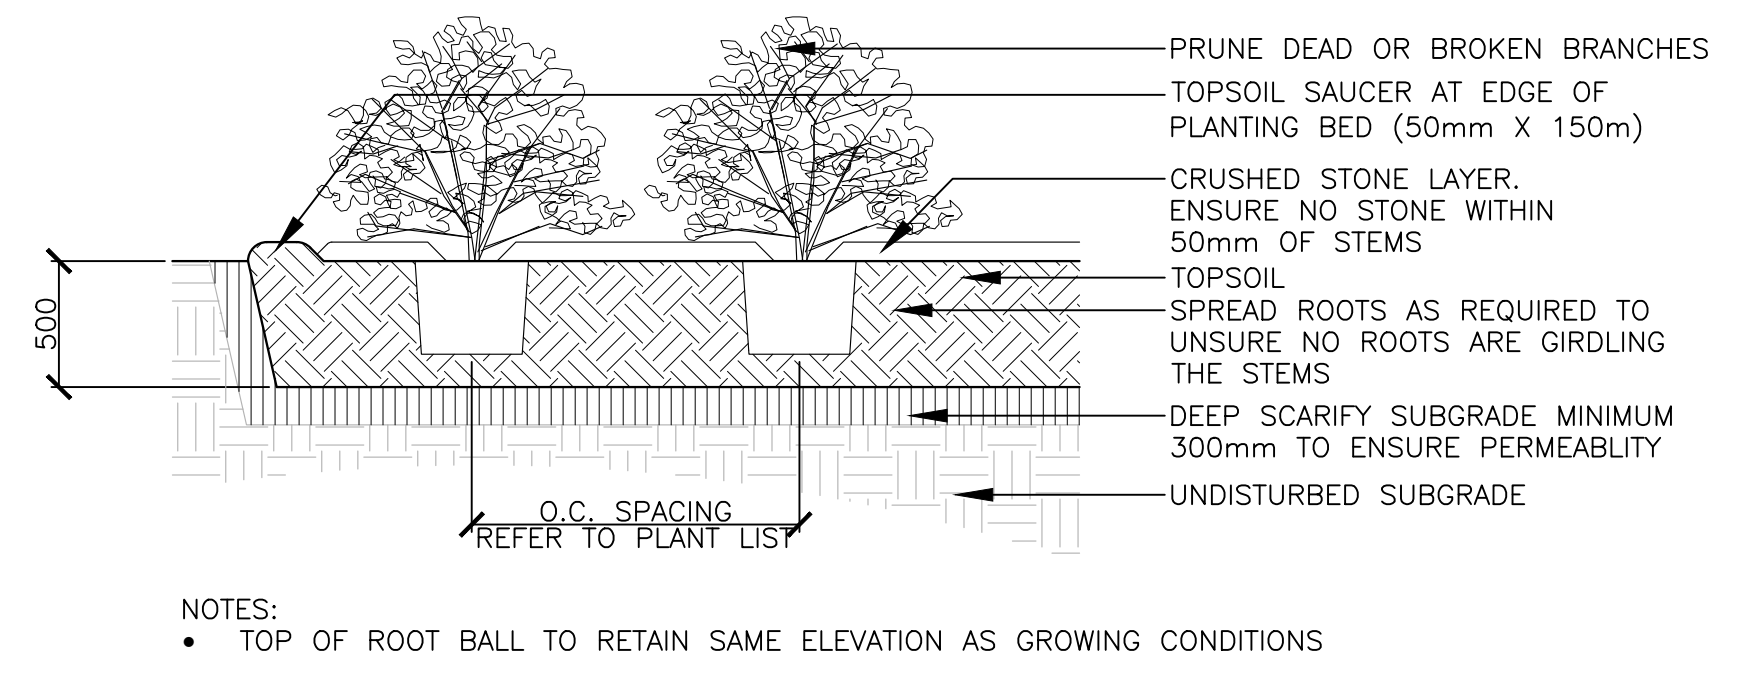 PRUNE DEAD OR BROKEN BRANCHES
TOPSOIL SAUCER AT EDGE OF
PLANTING BED (50mm X 150m)
CRUSHED STONE LAYER.
ENSURE NO STONE WITHIN
50mm OF STEMS
TOPSOIL
SPREAD ROOTS AS REQUIRED TO
UNSURE NO ROOTS ARE GIRDLING
THE STEMS
DEEP SCARIFY SUBGRADE MINIMUM
300mm TO ENSURE PERMEABLITY
UNDISTURBED SUBGRADE
500
O.C. SPACING
REFER TO PLANT LIST
NOTES:
• TOP OF ROOT BALL TO RETAIN SAME ELEVATION AS GROWING CONDITIONS